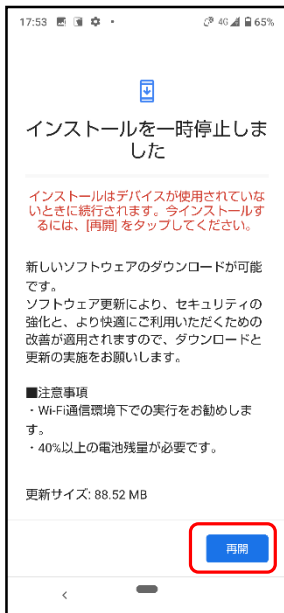 17:53
4G 65%
インストールを一時停止しま
した
インストールはデバイスが使用されていな
いときに続行されます。今インストールす
るには、[再開] をタップしてください。
新しいソフトウェアのダウンロードが可能
です。
ソフトウェア更新により、セキュリティの
強化と、より快適にご利用いただくための
改善が適用されますので、ダウンロードと
更新の実施をお願いします。
■注意事項
・Wi-Fi通信環境下での実行をお勧めしま
す。
・40%以上の電池残量が必要です。
更新サイズ: 88.52 MB
再開